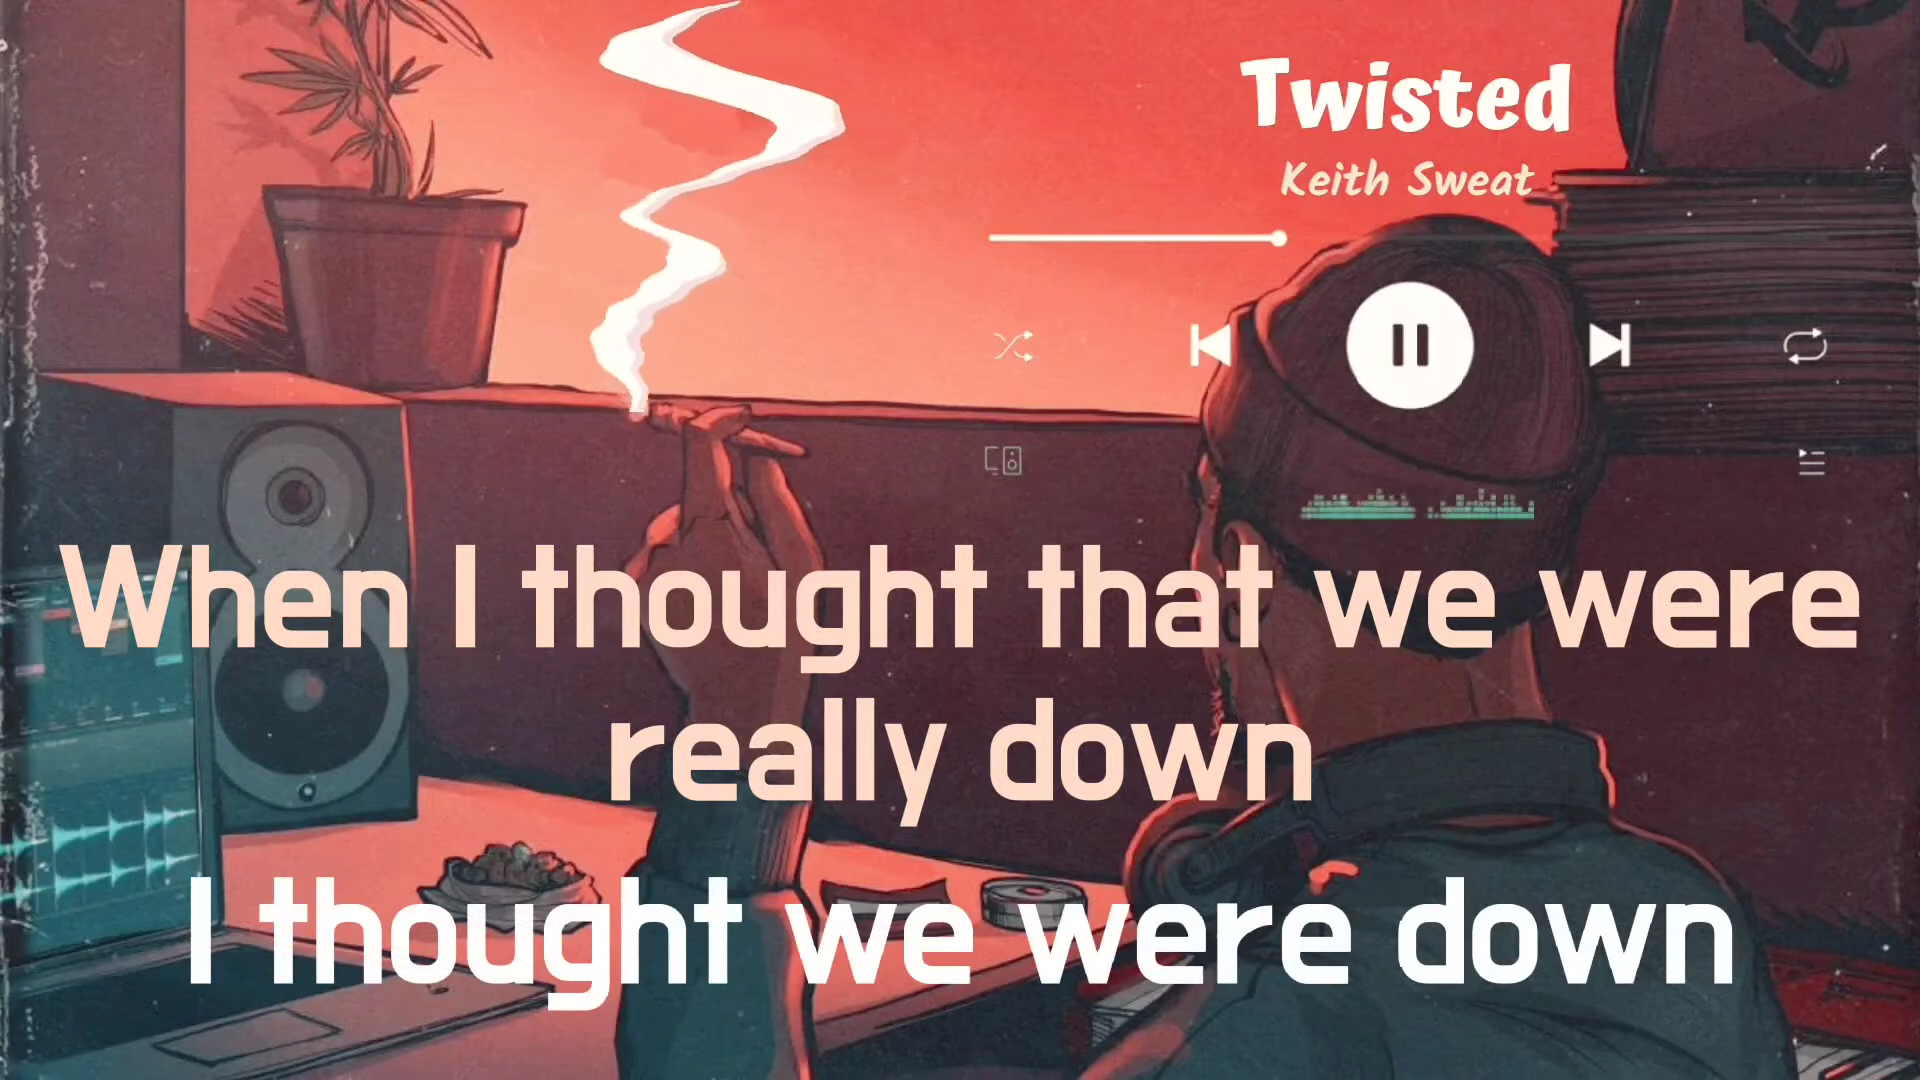 Twisted
Keith Sweat
When I thought that we were
really down
I thought we were down